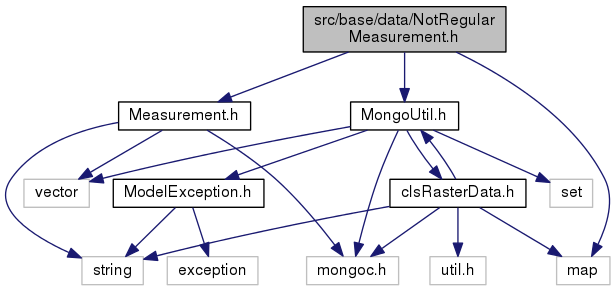 src/base/data/NotRegular
Measurement.h
Measurement.h
MongoUtil.h
vector
ModelException.h
clsRasterData.h
set
string
exception
mongoc.h
util.h
map